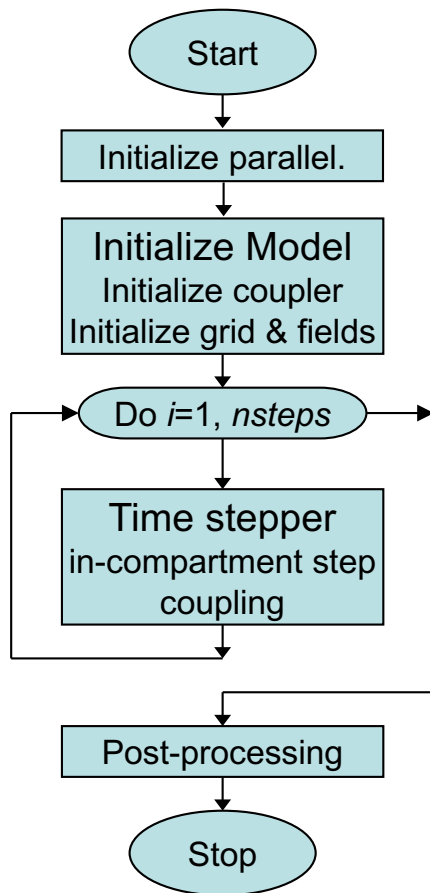 Start
Initialize parallel.
Initialize Model
Initialize coupler
Initialize grid & fields
Do i=1, nsteps
Time stepper
in-compartment step
coupling
Post-processing
Stop